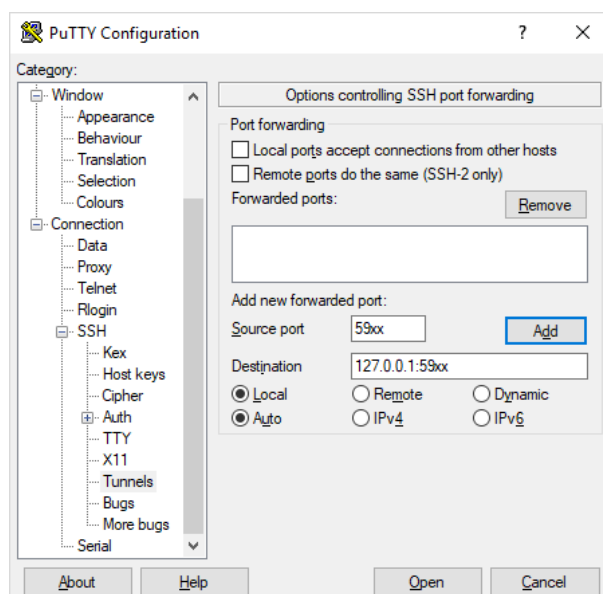 PuTTY Configuration ? ×
Category:
Window
Appearance
Behaviour
Translation
Selection
Colours
Connection
Data
Proxy
Telnet
Rlogin
SSH
Kex
Host keys
Cipher
Auth
TTY
X11
Tunnels
Bugs
More bugs
Serial
Options controlling SSH port forwarding
Port forwarding
Local ports accept connections from other hosts
Remote ports do the same (SSH-2 only)
Forwarded ports: Remove
Add new forwarded port:
Source port 59xx Add
Destination 127.0.0.1:59xx
Local Remote Dynamic
Auto IPv4 IPv6
About Help Open Cancel